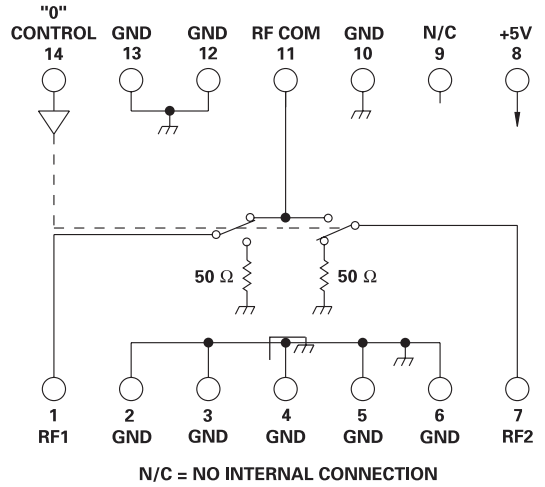 "0"
CONTROL GND GND RF COM GND N/C +5V
14 13 12 11 10 9 8
50 Ω 50 Ω
1 2 3 4 5 6 7
RF1 GND GND GND GND GND RF2
N/C = NO INTERNAL CONNECTION